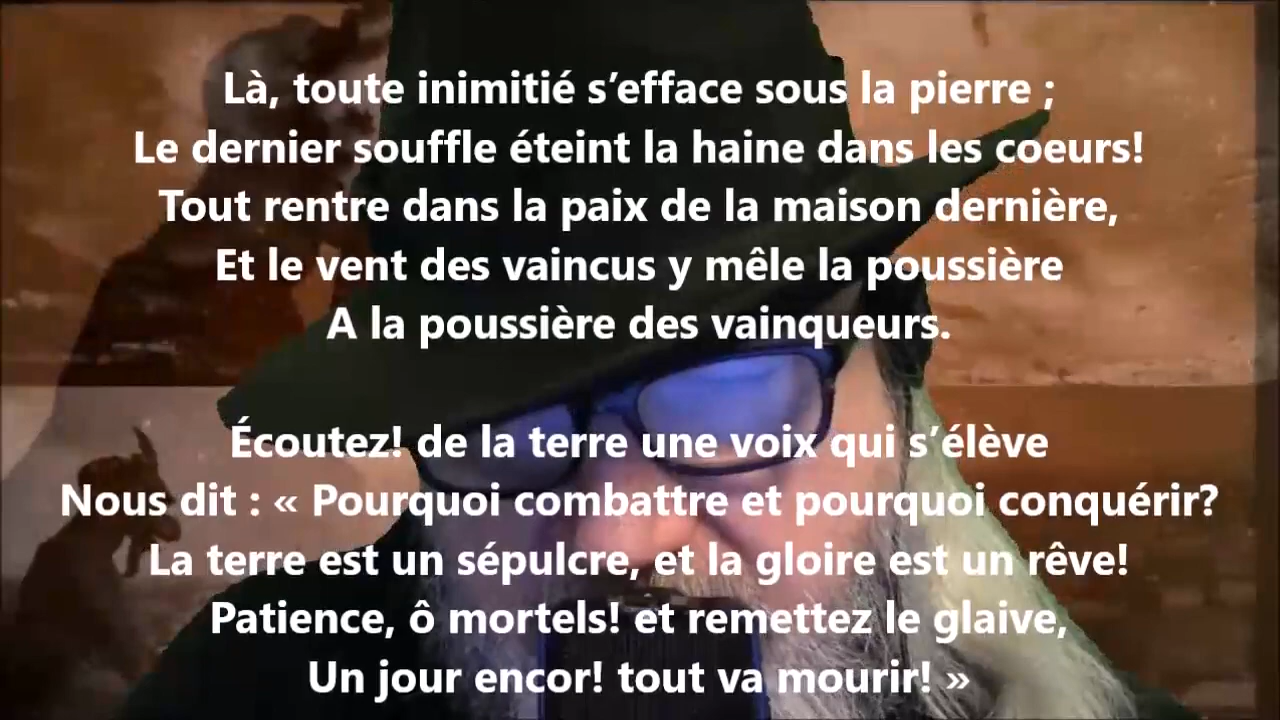 Là, toute inimitié s’efface sous la pierre ;
Le dernier souffle éteint la haine dans les coeurs!
Tout rentre dans la paix de la maison dernière,
Et le vent des vaincus y mêle la poussière
A la poussière des vainqueurs.
Écoutez! de la terre une voix qui s’élève
Nous dit : « Pourquoi combattre et pourquoi conquérir?
La terre est un sépulcre, et la gloire est un rêve!
Patience, ô mortels! et remettez le glaive,
Un jour encor! tout va mourir! »